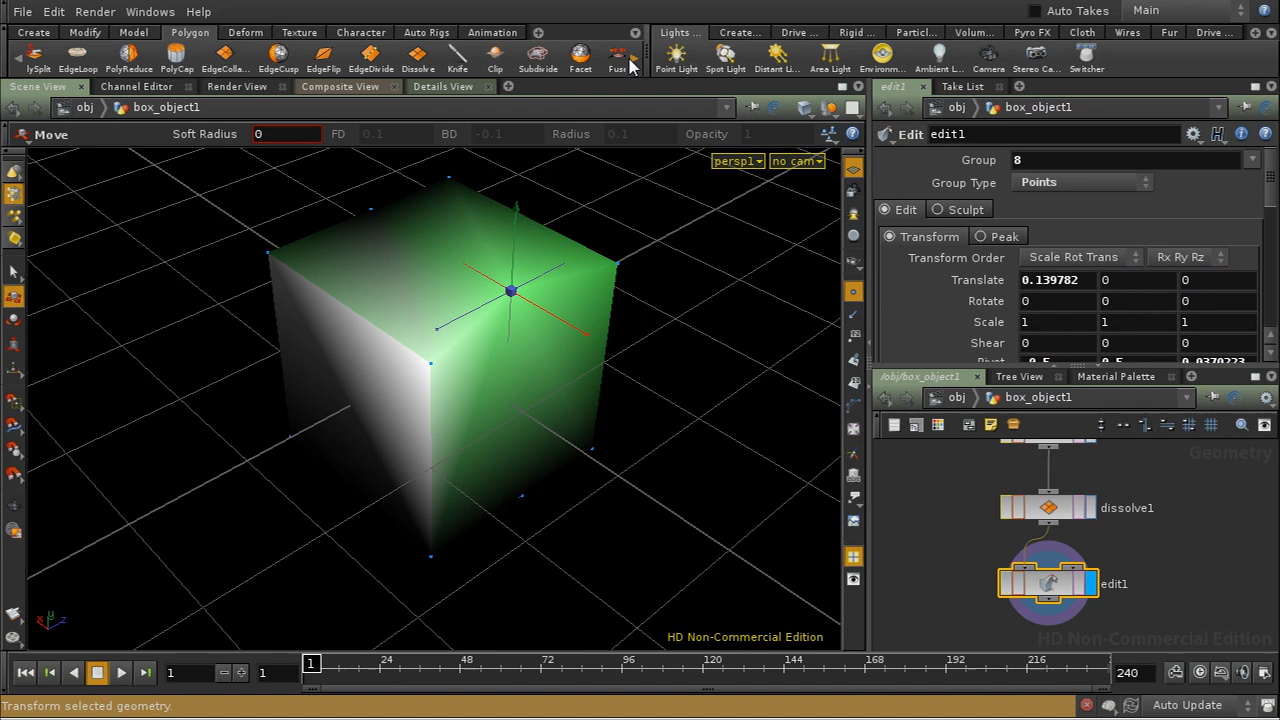 File Edit Render Windows Help
Auto Takes Main
Create Modify Model Polygon Deform Texture Character Auto Rigs Animation
Lights ... Create... Drive ... Rigid ... Particl... Volum... Pyro FX Cloth Wires Fur Drive ...
lySplit EdgeLoop PolyReduce PolyCap EdgeColla... EdgeCusp EdgeFlip EdgeDivide Dissolve Knife Clip Subdivide Facet Fuse
Point Light Spot Light Distant Li... Area Light Environm... Ambient L... Camera Stereo Ca... Switcher
Scene View Channel Editor Render View Composite View Details View
edit1 Take List
obj box_object1
obj box_object1
Move Soft Radius 0 FD 0.1 BD -0.1 Radius 0.1 Opacity 1
Edit edit1
persp1 no cam
Group 8
Group Type Points
Edit Sculpt
Transform Peak
Transform Order Scale Rot Trans Rx Ry Rz
Translate 0.139782 0 0
Rotate 0 0 0
Scale 1 1 1
Shear 0 0 0
/obj/box_object1 Tree View Material Palette
obj box_object1
Geometry
dissolve1
edit1
HD Non-Commercial Edition
HD Non-Commercial Edition
1 1 1 24 48 72 96 120 144 168 192 216 240
Transform selected geometry.
Auto Update